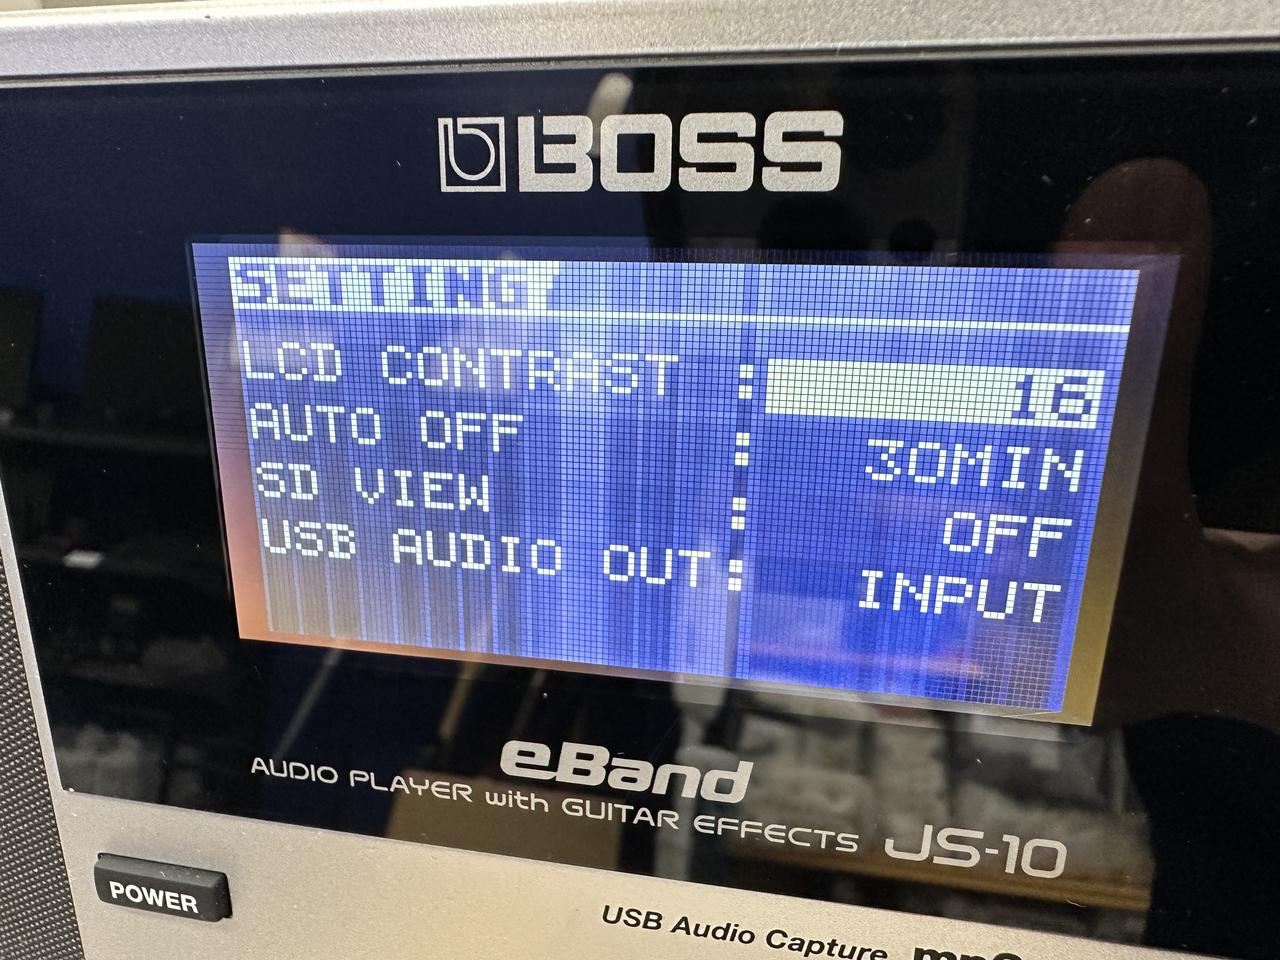 BOSS
SETTING
LCD CONTRAST : 16
AUTO OFF : 30MIN
SD VIEW : OFF
USB AUDIO OUT: INPUT
eBand
AUDIO PLAYER with GUITAR EFFECTS JS-10
POWER
USB Audio Capture